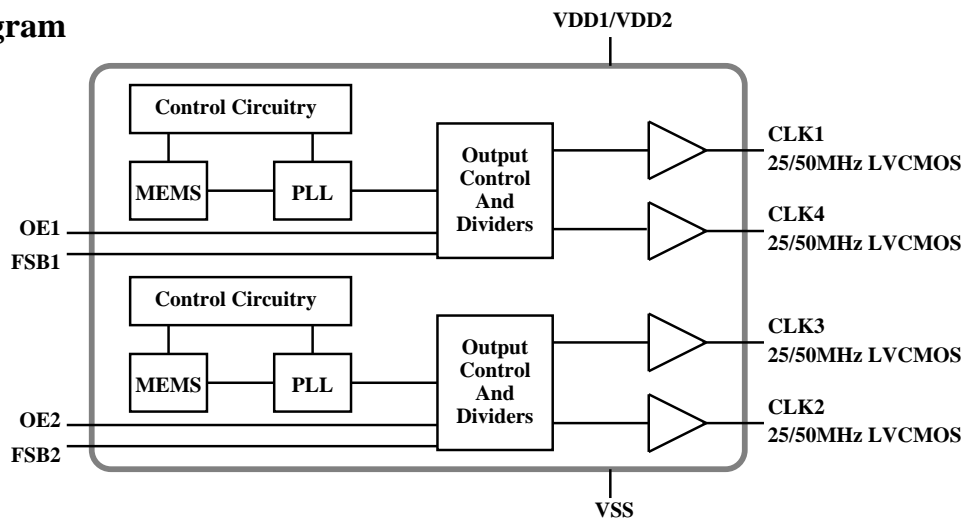 gram
VDD1/VDD2
Control Circuitry
MEMS
PLL
Output
Control
And
Dividers
CLK1
25/50MHz LVCMOS
CLK4
25/50MHz LVCMOS
OE1
FSB1
Control Circuitry
MEMS
PLL
Output
Control
And
Dividers
CLK3
25/50MHz LVCMOS
CLK2
25/50MHz LVCMOS
OE2
FSB2
VSS